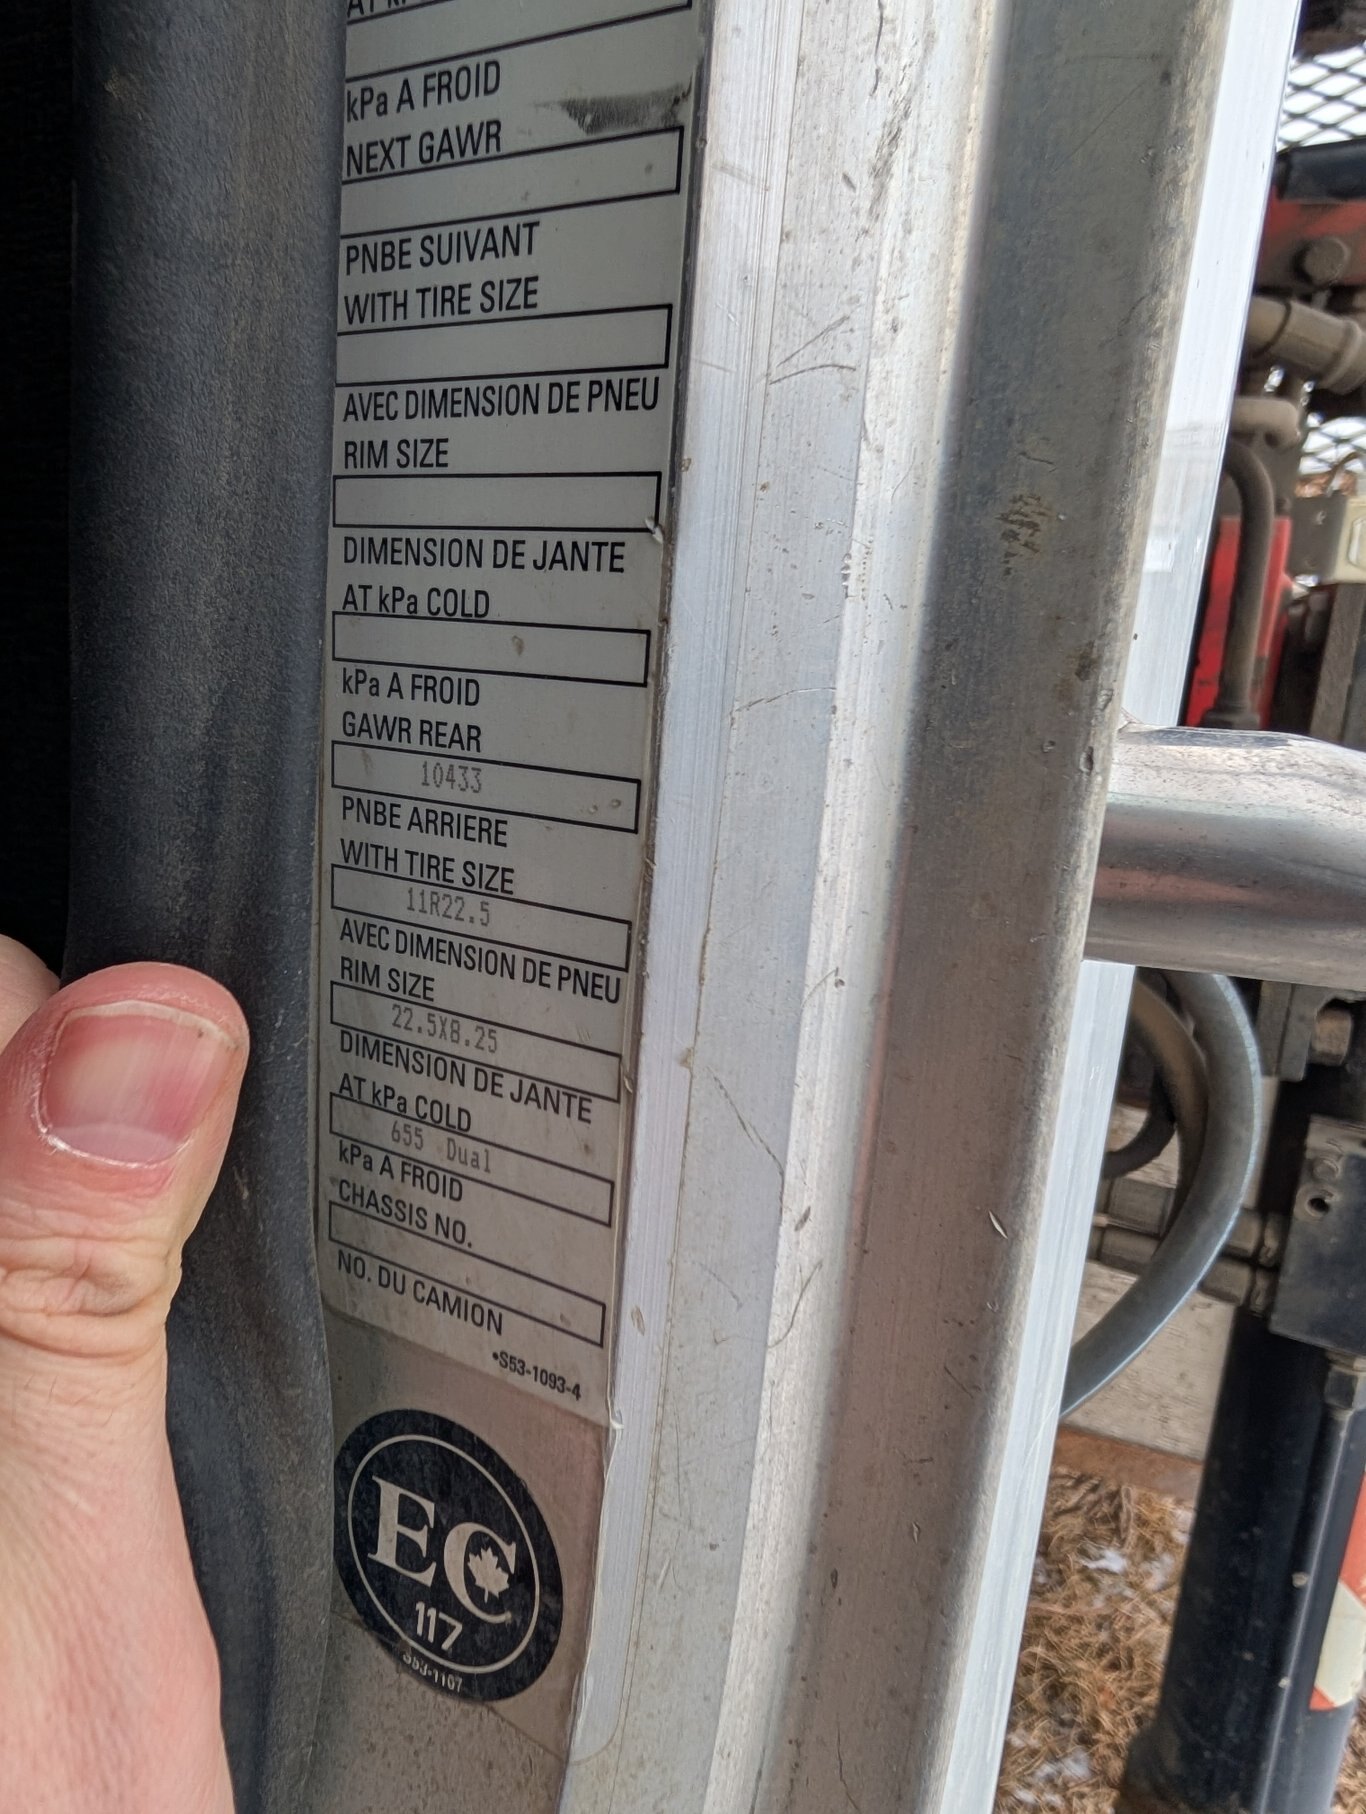 kPa A FROID
NEXT GAWR
PNBE SUIVANT
WITH TIRE SIZE
AVEC DIMENSION DE PNEU
RIM SIZE
DIMENSION DE JANTE
AT kPa COLD
kPa A FROID
GAWR REAR
10433
PNBE ARRIERE
WITH TIRE SIZE
11R22.5
AVEC DIMENSION DE PNEU
RIM SIZE
22.5X8.25
DIMENSION DE JANTE
AT kPa COLD
655 Dual
kPa A FROID
CHASSIS NO.
NO. DU CAMION
•S53-1093-4
EC
117
S53-1107